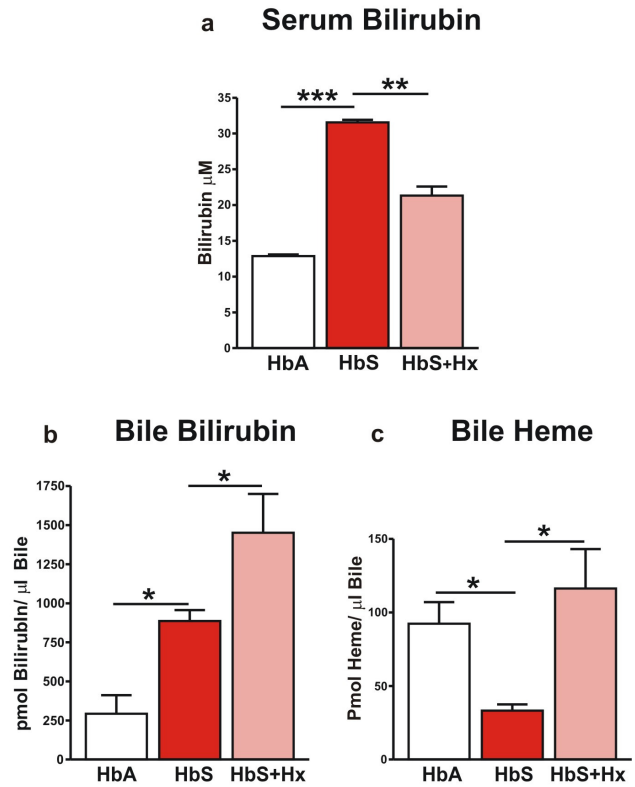 a Serum Bilirubin
*** **
35
30
25
20
15
10
5
0
Bilirubin μM
HbA HbS HbS+Hx
b Bile Bilirubin
*
*
1750
1500
1250
1000
750
500
250
0
pmol BilirubIn/ μl Bile
HbA HbS HbS+Hx
c Bile Heme
*
*
150
100
50
0
Pmol Heme/ μl Bile
HbA HbS HbS+Hx